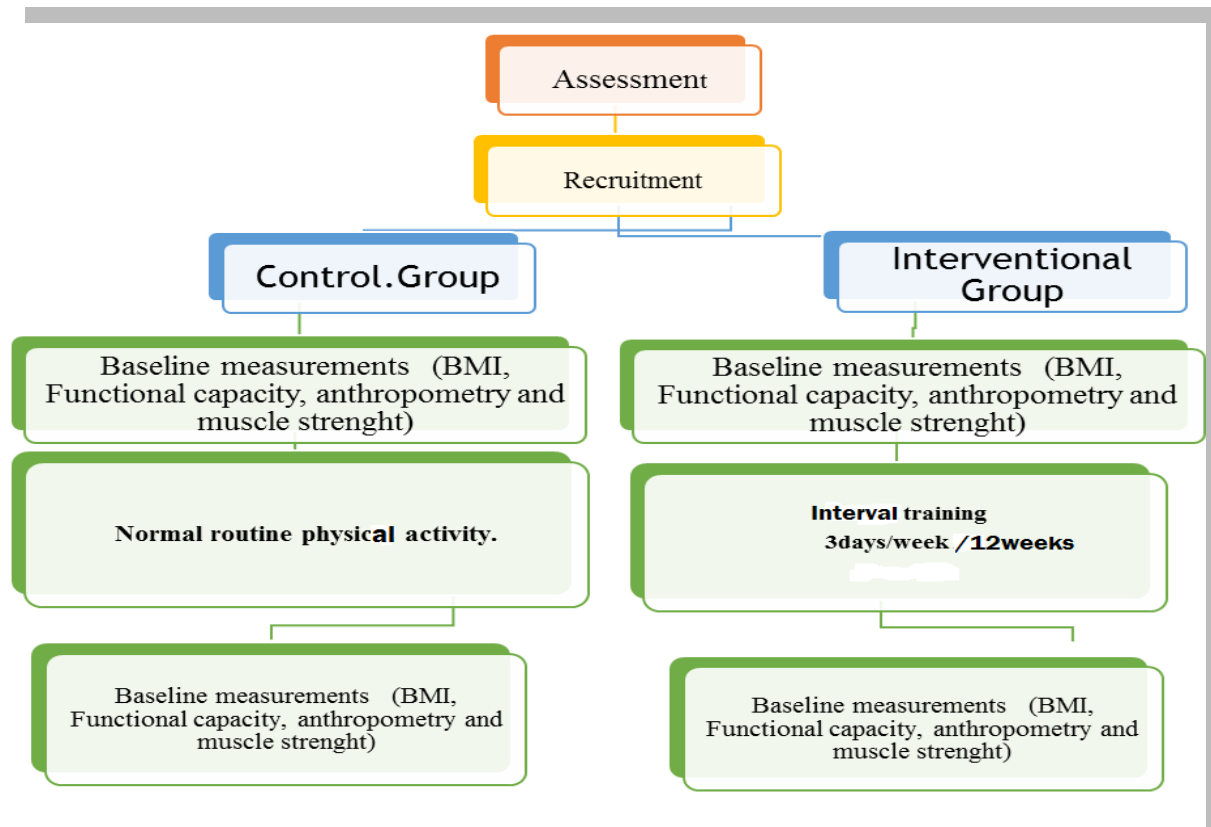 Assessment
Recruitment
Control.Group
Interventional
Group
Baseline measurements (BMI,
Functional capacity, anthropometry and
muscle strenght)
Baseline measurements (BMI,
Functional capacity, anthropometry and
muscle strenght)
Normal routine physical activity.
Interval training
3days/week /12weeks
Baseline measurements (BMI,
Functional capacity, anthropometry and
muscle strenght)
Baseline measurements (BMI,
Functional capacity, anthropometry and
muscle strenght)